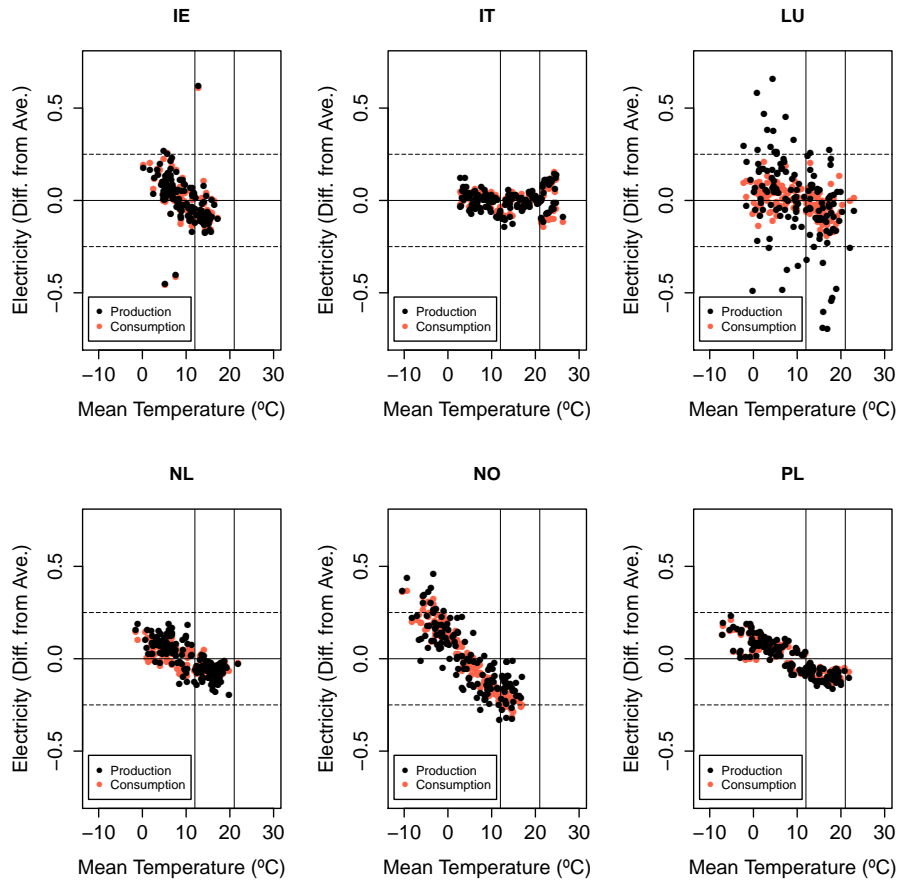 IE
Electricity (Diff. from Ave.)
0.5
0.0
−0.5
Production
Consumption
−10 0 10 20 30
Mean Temperature (ºC)
IT
Electricity (Diff. from Ave.)
0.5
0.0
−0.5
Production
Consumption
−10 0 10 20 30
Mean Temperature (ºC)
LU
Electricity (Diff. from Ave.)
0.5
0.0
−0.5
Production
Consumption
−10 0 10 20 30
Mean Temperature (ºC)
NL
Electricity (Diff. from Ave.)
0.5
0.0
−0.5
Production
Consumption
−10 0 10 20 30
Mean Temperature (ºC)
NO
Electricity (Diff. from Ave.)
0.5
0.0
−0.5
Production
Consumption
−10 0 10 20 30
Mean Temperature (ºC)
PL
Electricity (Diff. from Ave.)
0.5
0.0
−0.5
Production
Consumption
−10 0 10 20 30
Mean Temperature (ºC)